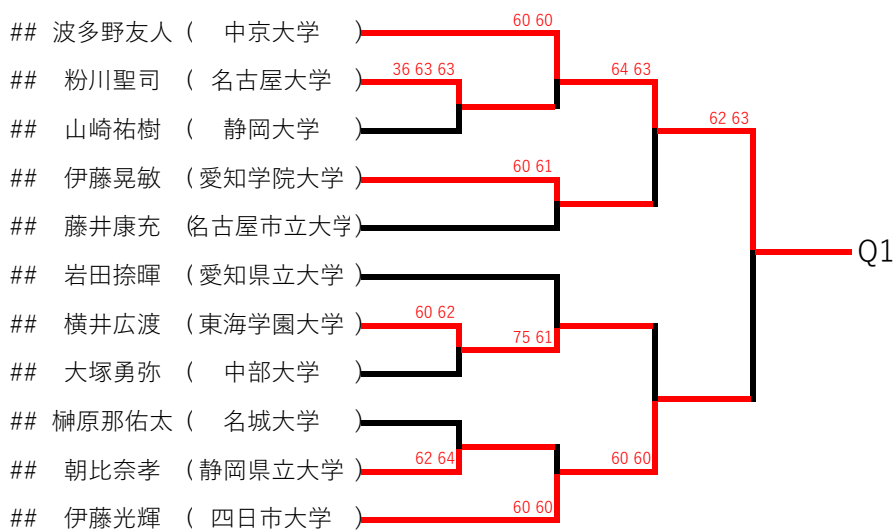 60 60
## 波多野友人 ( 中京大学 )
36 63 63
64 63
## 粉川聖司 ( 名古屋大学 )
62 63
## 山崎祐樹 ( 静岡大学 )
60 61
## 伊藤晃敏 ( 愛知学院大学 )
## 藤井康充 (名古屋市立大学)
Q1
## 岩田捺暉 ( 愛知県立大学 )
60 62
## 横井広渡 ( 東海学園大学 )
75 61
## 大塚勇弥 ( 中部大学 )
## 榊原那佑太 ( 名城大学 )
62 64
60 60
## 朝比奈孝 ( 静岡県立大学 )
60 60
## 伊藤光輝 ( 四日市大学 )